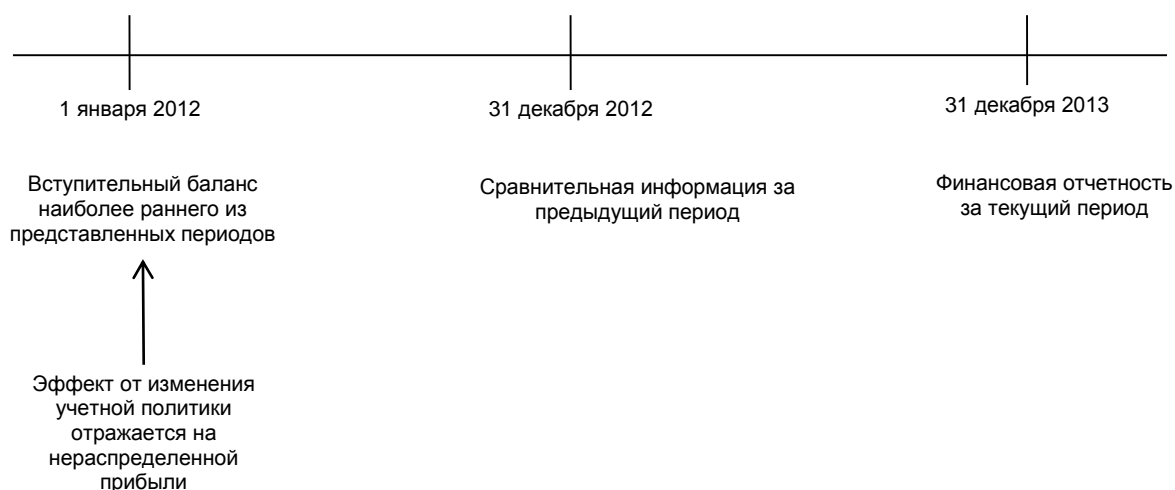 1 января 2012
31 декабря 2012
31 декабря 2013
Вступительный баланс
наиболее раннего из
представленных периодов
Сравнительная информация за
предыдущий период
Финансовая отчетность
за текущий период
Эффект от изменения
учетной политики
отражается на
нераспределенной
прибыли